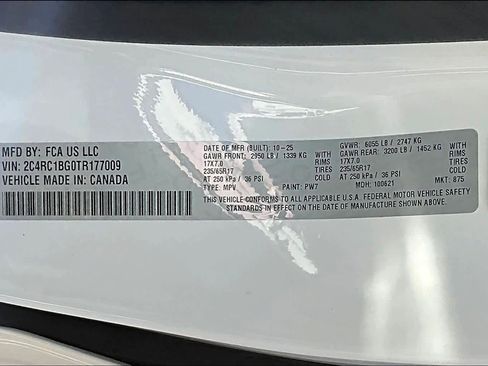 MFD BY: FCA US LLC
VIN: 2C4RC1BG0TR177009
VEHICLE MADE IN: CANADA
DATE OF MFR (BUILT): 10-25
GVWR: 6055 LB / 2747 KG
GAWR FRONT: 2950 LB / 1339 KG WITH
GAWR REAR: 3200 LB / 1452 KG WITH
17X7.0 RIMS
17X7.0 RIMS
235/65R17 TIRES
235/65R17 TIRES
AT 250 kPa / 36 PSI COLD
AT 250 kPa / 36 PSI COLD
TYPE: MPV PAINT: PW7 MDH: 100621 MKT: 875
THIS VEHICLE CONFORMS TO ALL APPLICABLE U.S.A. FEDERAL MOTOR VEHICLE SAFETY
STANDARDS IN EFFECT ON THE DATE OF MANUFACTURE SHOWN ABOVE.